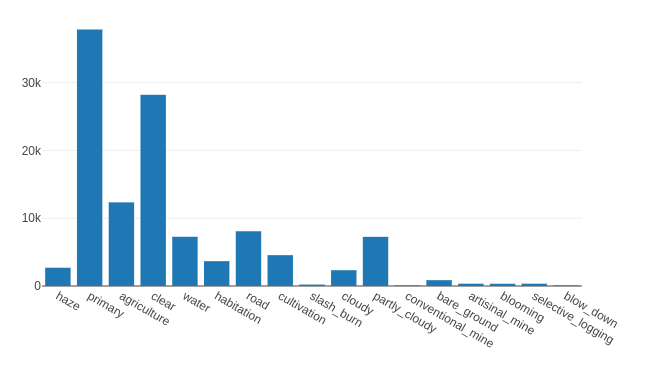 30k
20k
10k
0
haze
primary
agriculture
clear
water
habitation
road
cultivation
slash_burn
cloudy
partly_cloudy
conventional_mine
bare_ground
artisinal_mine
blooming
selective_logging
blow_down